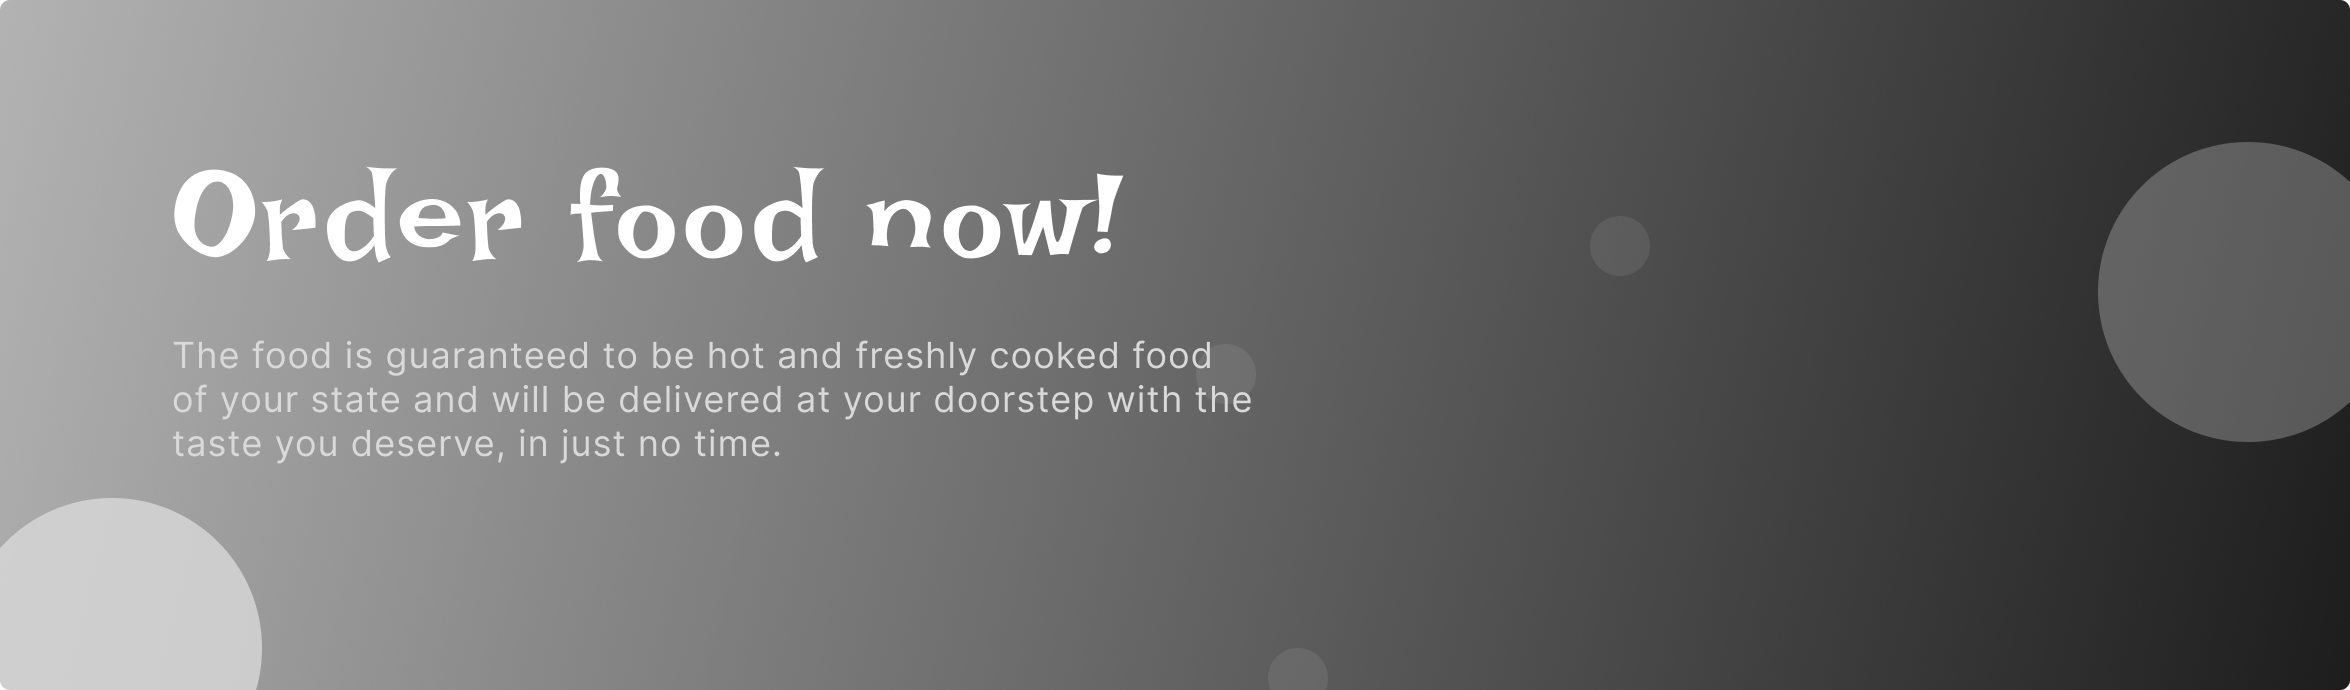 Order food now!
The food is guaranteed to be hot and freshly cooked food
of your state and will be delivered at your doorstep with the
taste you deserve, in just no time.